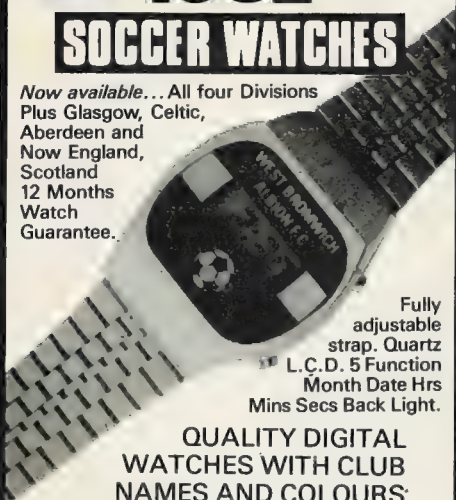 SOCCER WATCHES
Now available... All four Divisions
Plus Glasgow, Celtic,
Aberdeen and
Now England,
Scotland
12 Months
Watch
Guarantee.
WEST BROMWICH
ALBION F.C.
Fully
adjustable
strap. Quartz
L.C.D. 5 Function
Month Date Hrs
Mins Secs Back Light.
QUALITY DIGITAL
WATCHES WITH CLUB
NAMES AND COLOURS